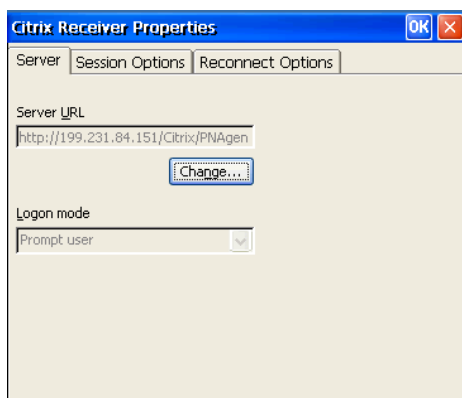 Citrix Receiver Properties OK
Server Session Options Reconnect Options
Server URL
http://199.231.84.151/Citrix/PNAgen
Change...
Logon mode
Prompt user